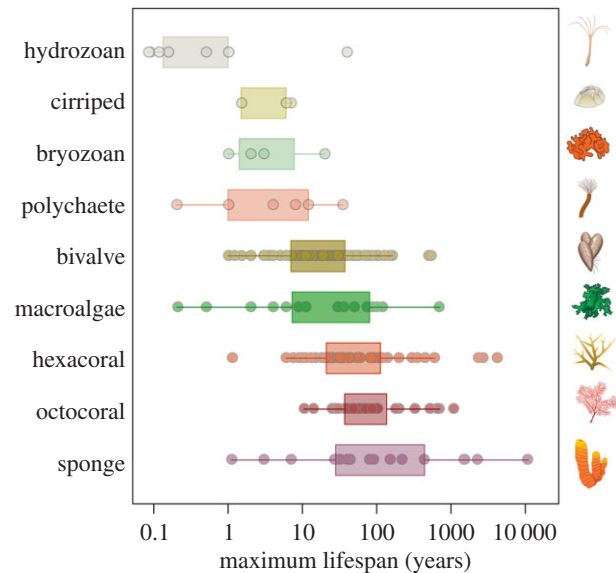 hydrozoan
cirriped
bryozoan
polychaete
bivalve
macroalgae
hexacoral
octocoral
sponge
0.1 1 10 100 1000 10 000
maximum lifespan (years)